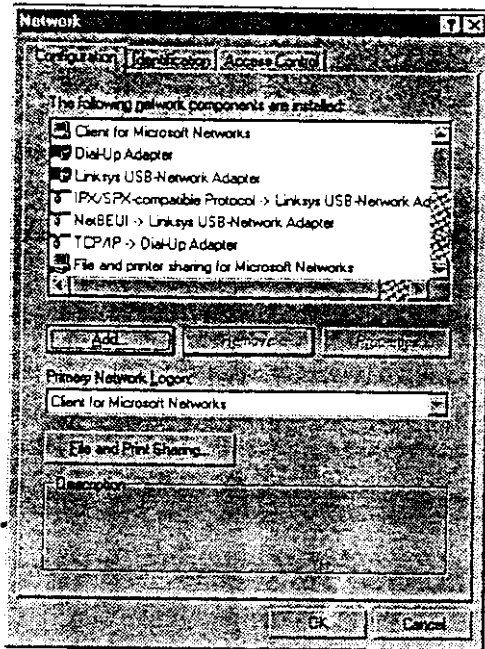 Network
Configuration Identification Access Control
The following network components are installed:
Client for Microsoft Networks
Dial-Up Adapter
Linksys USB-Network Adapter
IPX/SPX-compatible Protocol -> Linksys USB-Network Ad
NetBEUI -> Linksys USB-Network Adapter
TCP/IP -> Dial-Up Adapter
File and printer sharing for Microsoft Networks
Add... Remove Properties
Primary Network Logon:
Client for Microsoft Networks
File and Print Sharing...
Description
OK Cancel